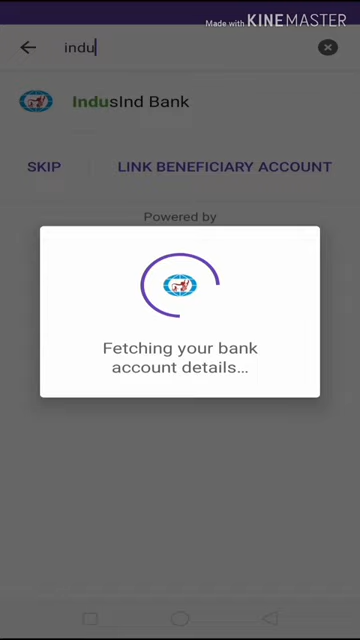 Made with KINEMASTER
indu
IndusInd Bank
SKIP
LINK BENEFICIARY ACCOUNT
Powered by
Fetching your bank
account details...